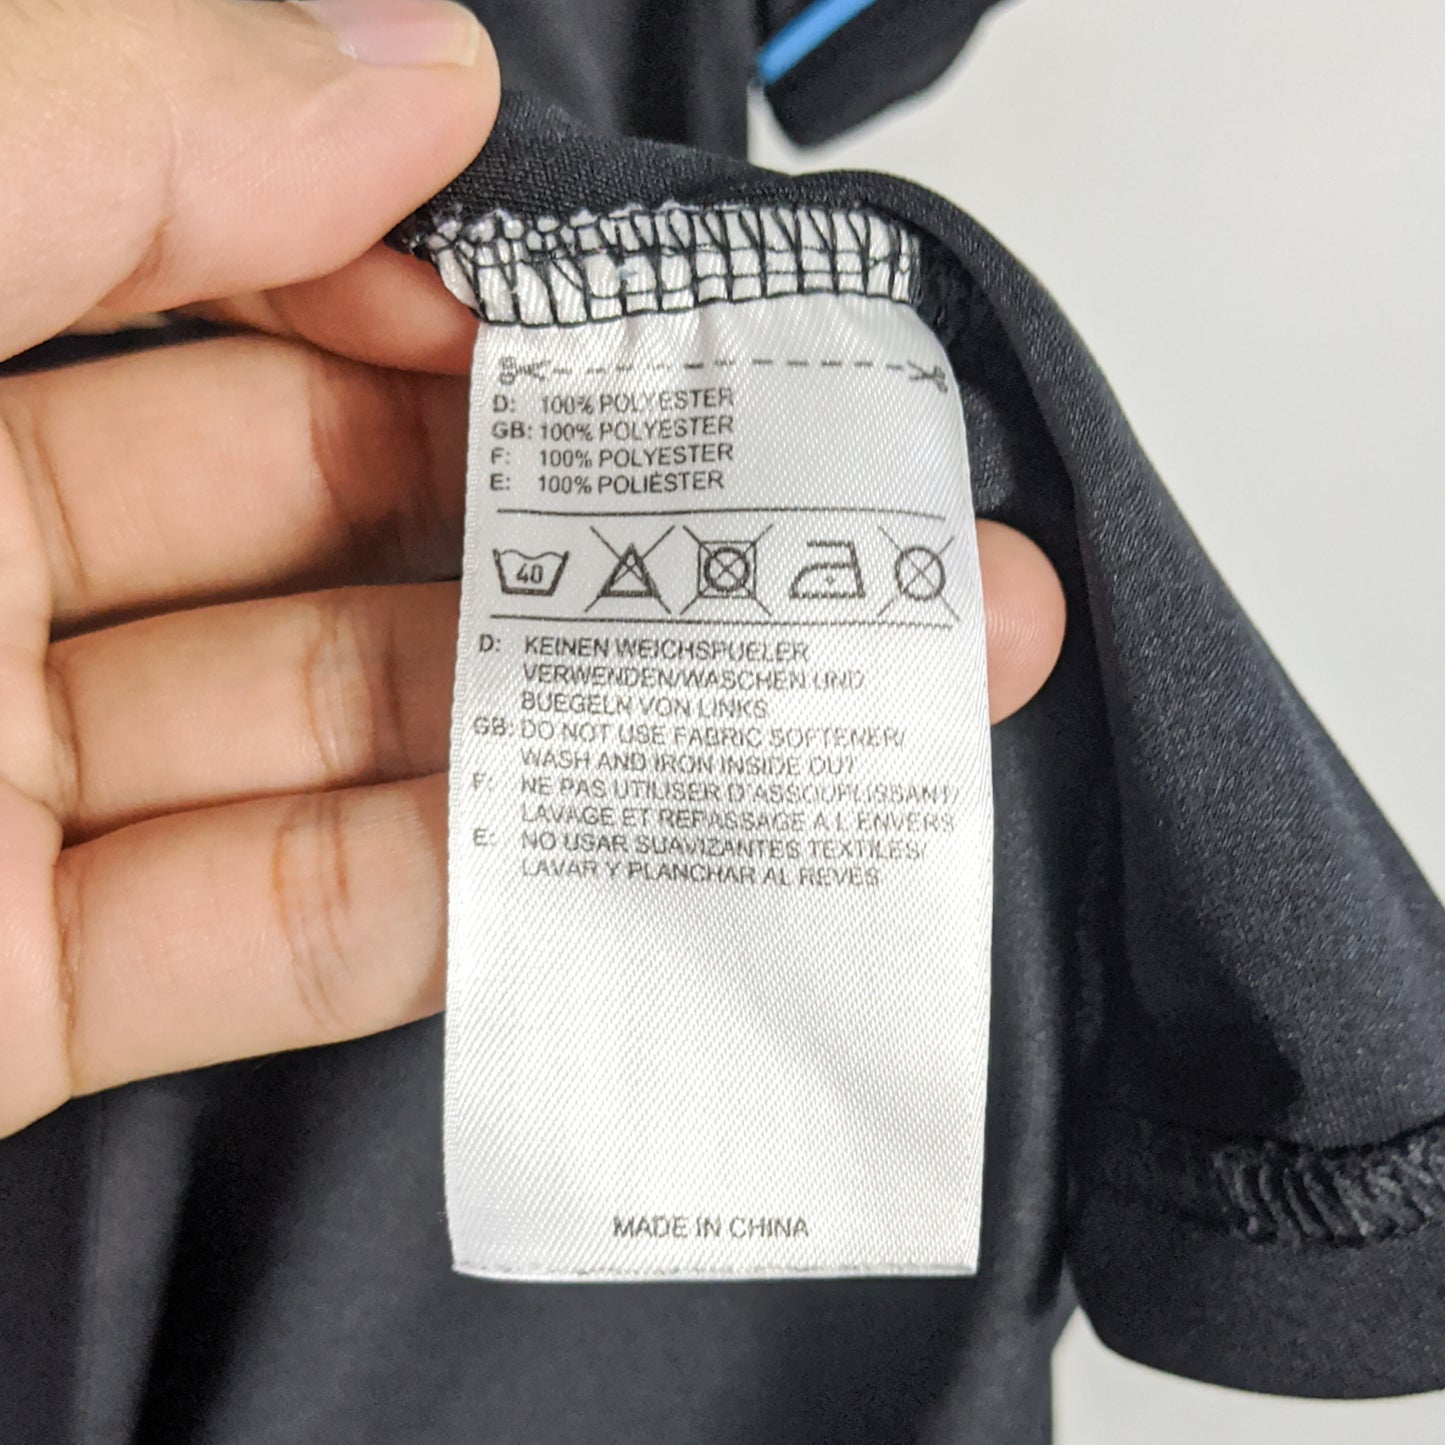 D: 100% POLYESTER
GB: 100% POLYESTER
F: 100% POLYESTER
E: 100% POLIÉSTER
40
D: KEINEN WEICHSPUELER
VERWENDEN/WASCHEN UND
BUEGELN VON LINKS
GB: DO NOT USE FABRIC SOFTENER/
WASH AND IRON INSIDE OUT
F: NE PAS UTILISER D'ASSOUPLISSANT/
LAVAGE ET REPASSAGE A L ENVERS
E: NO USAR SUAVIZANTES TEXTILES/
LAVAR Y PLANCHAR AL REVES
MADE IN CHINA